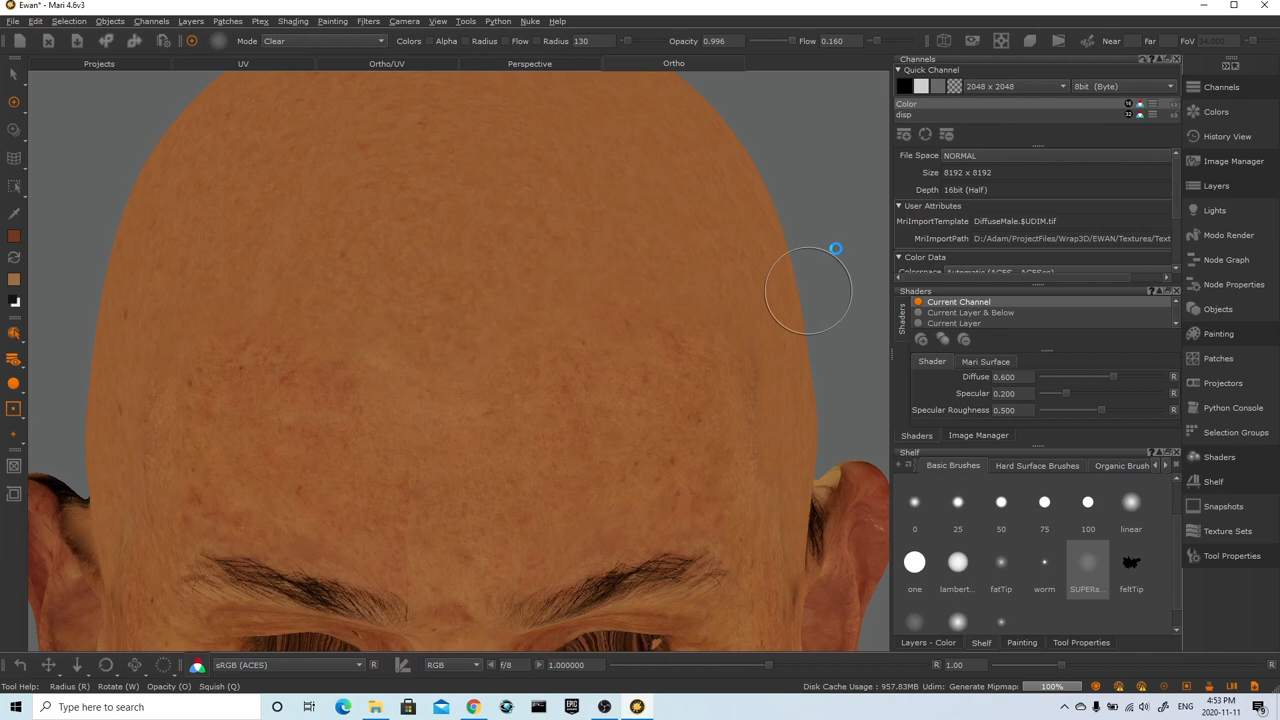 Ewan* - Mari 4.6v3
File Edit Selection Objects Channels Layers Patches Ptex Shading Painting Filters Camera View Tools Python Nuke Help
Mode Clear Colors Alpha Radius Flow Radius 130 Opacity 0.996 Flow 0.160 Near Far FoV 34.000
Projects UV Ortho/UV Perspective Ortho
Channels
Quick Channel
2048 x 2048 8bit (Byte)
Color 16
disp 32
File Space NORMAL
Size 8192 x 8192
Depth 16bit (Half)
User Attributes
MriImportTemplate DiffuseMale.$UDIM.tif
MriImportPath D:/Adam/ProjectFiles/Wrap3D/EWAN/Textures/Text
Color Data
Colorspace Automatic (ACES - ACEScg)
Shaders
Shaders
Current Channel
Current Layer & Below
Current Layer
Shader Mari Surface
Diffuse 0.600 R
Specular 0.200 R
Specular Roughness 0.500 R
Shaders Image Manager
Shelf
Basic Brushes Hard Surface Brushes Organic Brush
0 25 50 75 100 linear
one lambert... fatTip worm SUPERs... feltTip
Layers - Color Shelf Painting Tool Properties
Channels
Colors
History View
Image Manager
Layers
Lights
Modo Render
Node Graph
Node Properties
Objects
Painting
Patches
Projectors
Python Console
Selection Groups
Shaders
Shelf
Snapshots
Texture Sets
Tool Properties
sRGB (ACES) R RGB f/8 1.000000 R 1.00 R
Tool Help: Radius (R) Rotate (W) Opacity (O) Squish (Q) Disk Cache Usage : 957.83MB Udim: Generate Mipmap 100%
Type here to search
ENG
4:53 PM
2020-11-11
9